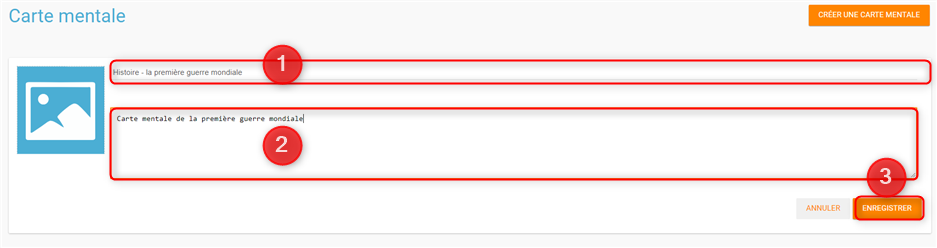 Carte mentale
CRÉER UNE CARTE MENTALE
1
Histoire - la première guerre mondiale
Carte mentale de la première guerre mondiale
2
3
ANNULER
ENREGISTRER